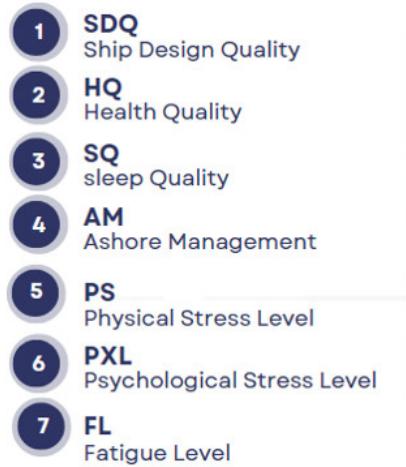 1 SDQ
Ship Design Quality
2 HQ
Health Quality
3 SQ
sleep Quality
4 AM
Ashore Management
5 PS
Physical Stress Level
6 PXL
Psychological Stress Level
7 FL
Fatigue Level